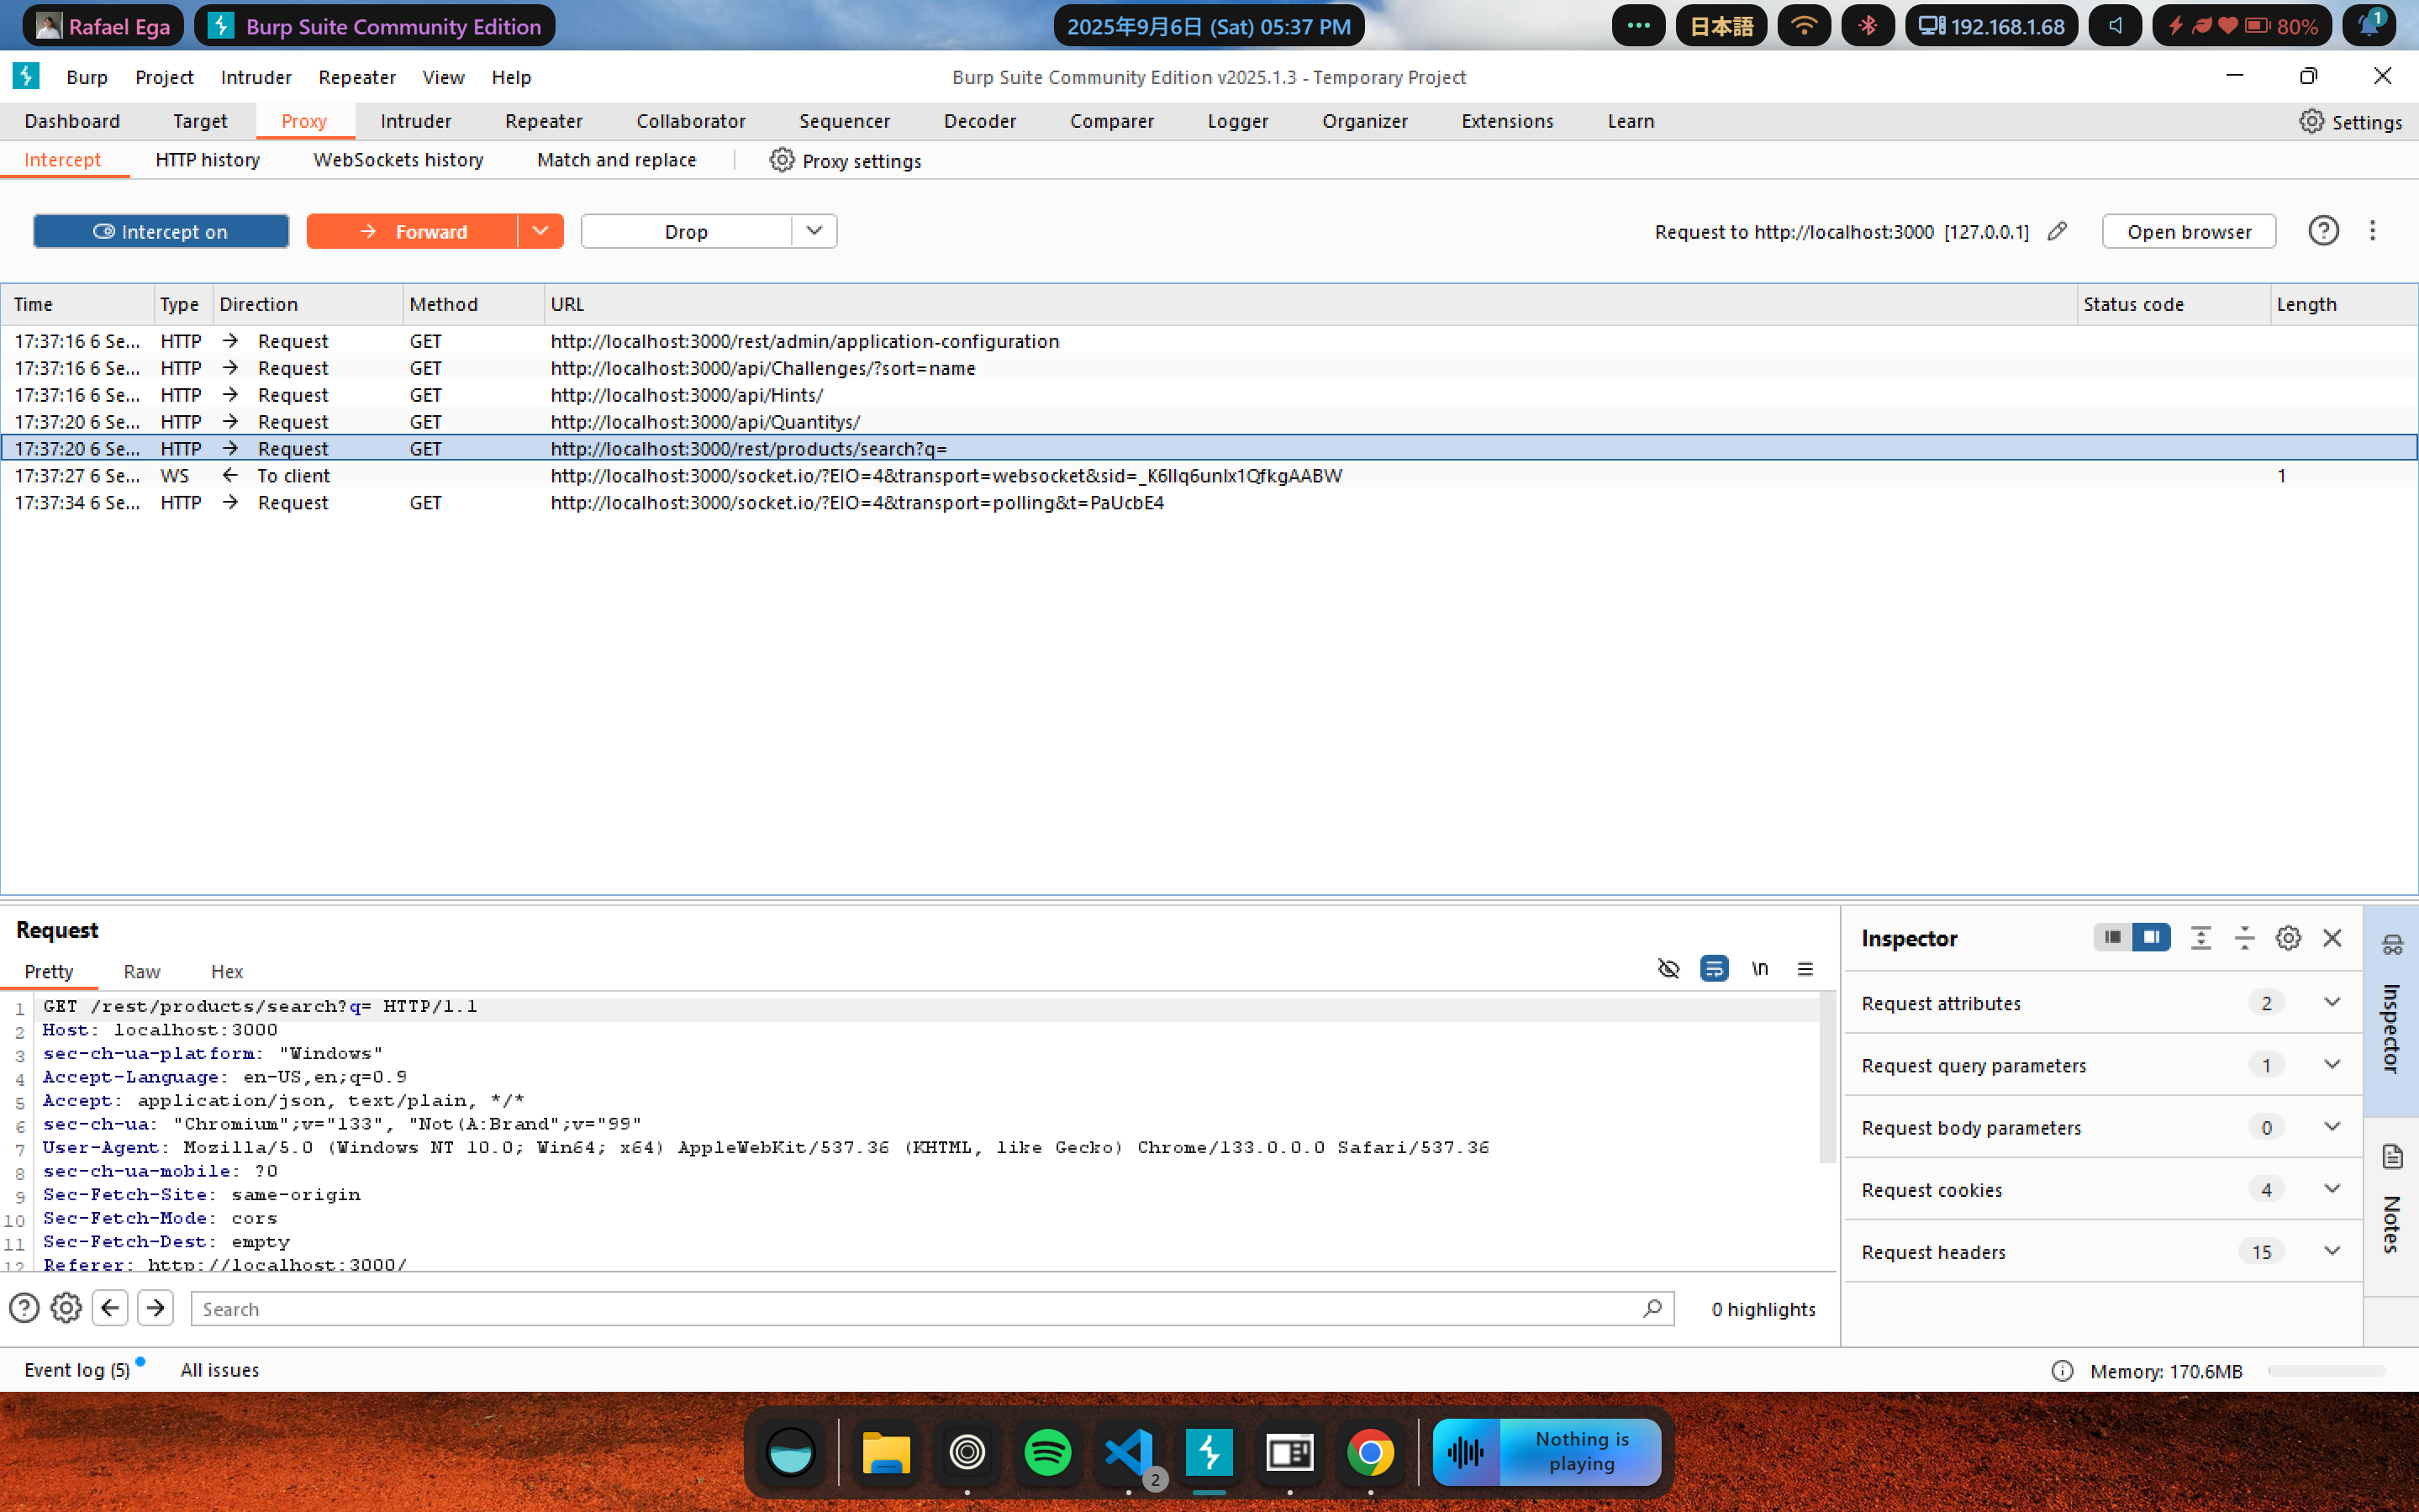 Rafael Ega
Burp Suite Community Edition
2025年9月6日 (Sat) 05:37 PM
日本語
192.168.1.68
80%
1
Burp Project Intruder Repeater View Help
Burp Suite Community Edition v2025.1.3 - Temporary Project
Dashboard Target Proxy Intruder Repeater Collaborator Sequencer Decoder Comparer Logger Organizer Extensions Learn Settings
Intercept HTTP history WebSockets history Match and replace Proxy settings
Intercept on Forward Drop Request to http://localhost:3000 [127.0.0.1] Open browser
Time Type Direction Method URL Status code Length
17:37:16 6 Se... HTTP → Request GET http://localhost:3000/rest/admin/application-configuration
17:37:16 6 Se... HTTP → Request GET http://localhost:3000/api/Challenges/?sort=name
17:37:16 6 Se... HTTP → Request GET http://localhost:3000/api/Hints/
17:37:20 6 Se... HTTP → Request GET http://localhost:3000/api/Quantitys/
17:37:20 6 Se... HTTP → Request GET http://localhost:3000/rest/products/search?q=
17:37:27 6 Se... WS ← To client http://localhost:3000/socket.io/?EIO=4&transport=websocket&sid=_K6IIq6unIx1QfkgAABW 1
17:37:34 6 Se... HTTP → Request GET http://localhost:3000/socket.io/?EIO=4&transport=polling&t=PaUcbE4
Request
Pretty Raw Hex
\n
1 GET /rest/products/search?q= HTTP/1.1
2 Host: localhost:3000
3 sec-ch-ua-platform: "Windows"
4 Accept-Language: en-US,en;q=0.9
5 Accept: application/json, text/plain, */*
6 sec-ch-ua: "Chromium";v="133", "Not(A:Brand";v="99"
7 User-Agent: Mozilla/5.0 (Windows NT 10.0; Win64; x64) AppleWebKit/537.36 (KHTML, like Gecko) Chrome/133.0.0.0 Safari/537.36
8 sec-ch-ua-mobile: ?0
9 Sec-Fetch-Site: same-origin
10 Sec-Fetch-Mode: cors
11 Sec-Fetch-Dest: empty
12 Referer: http://localhost:3000/
Search
0 highlights
Inspector
Request attributes 2
Request query parameters 1
Request body parameters 0
Request cookies 4
Request headers 15
Inspector
Notes
Event log (5) All issues
Memory: 170.6MB
2
Nothing is
playing